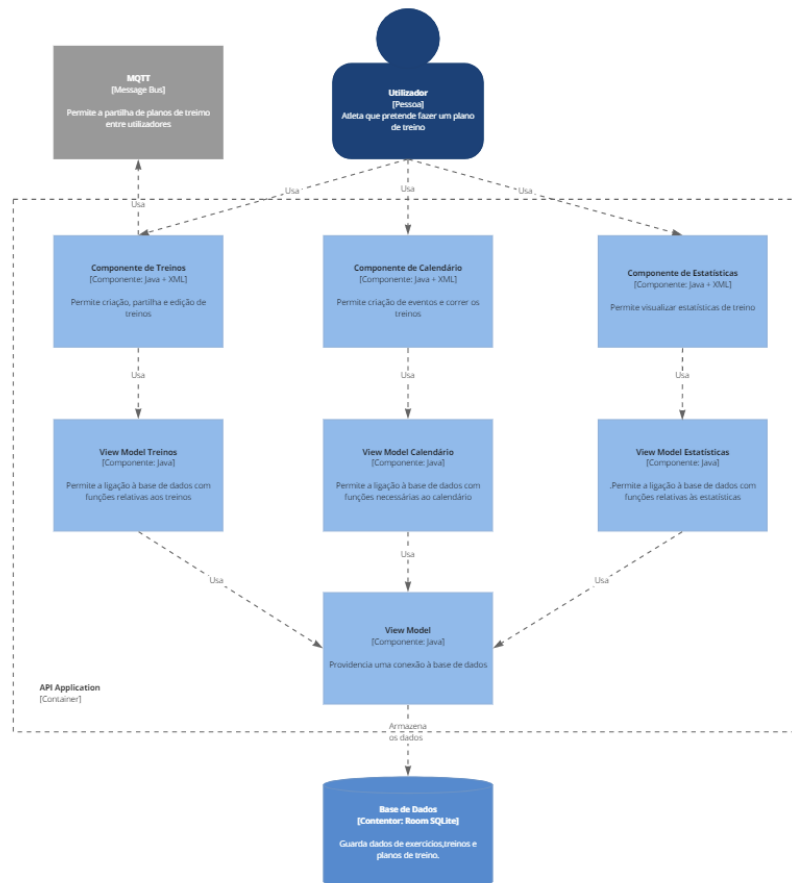 MQTT
[Message Bus]
Permite a partilha de planos de treimo
entre utilizadores
Utilizador
[Pessoa]
Atleta que pretende fazer um plano
de treino
Usa
Usa
Usa
Usa
Componente de Treinos
[Componente: Java + XML]
Permite criação, partilha e edição de
treinos
Componente de Calendário
[Componente: Java + XML]
Permite criação de eventos e correr os
treinos
Componente de Estatísticas
[Componente: Java + XML]
Permite visualizar estatísticas de treino
Usa
Usa
Usa
View Model Treinos
[Componente: Java]
Permite a ligação à base de dados com
funções relativas aos treinos
View Model Calendário
[Componente: Java]
Permite a ligação à base de dados com
funções necessárias ao calendário
View Model Estatísticas
[Componente: Java]
.Permite a ligação à base de dados com
funções relativas às estatísticas
Usa
Usa
Usa
View Model
[Componente: Java]
Providencia uma conexão à base de dados
API Application
[Container]
Armazena
os dados
Base de Dados
[Contentor: Room SQLite]
Guarda dados de exercicios,treinos e
planos de treino.